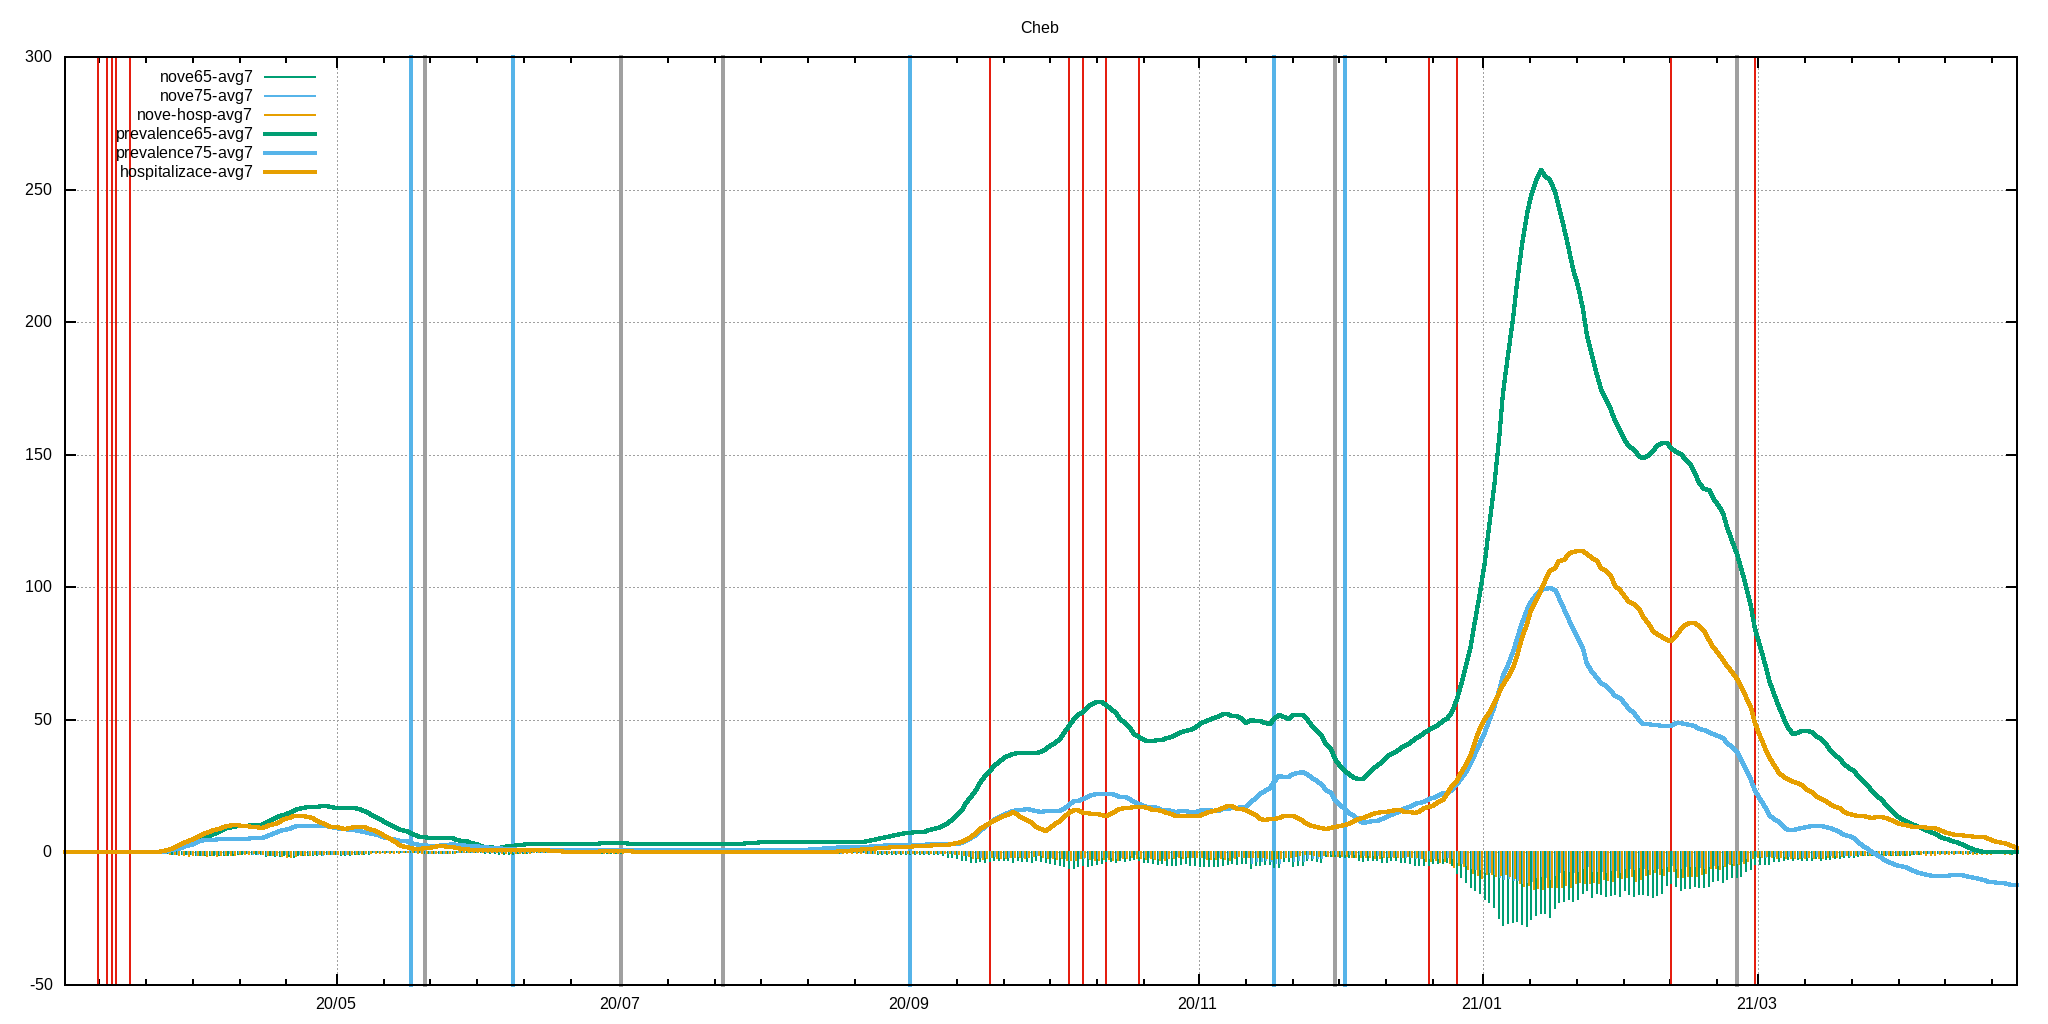 Cheb
300
250
200
150
100
50
0
-50
nove65-avg7
nove75-avg7
nove-hosp-avg7
prevalence65-avg7
prevalence75-avg7
hospitalizace-avg7
20/05 20/07 20/09 20/11 21/01 21/03